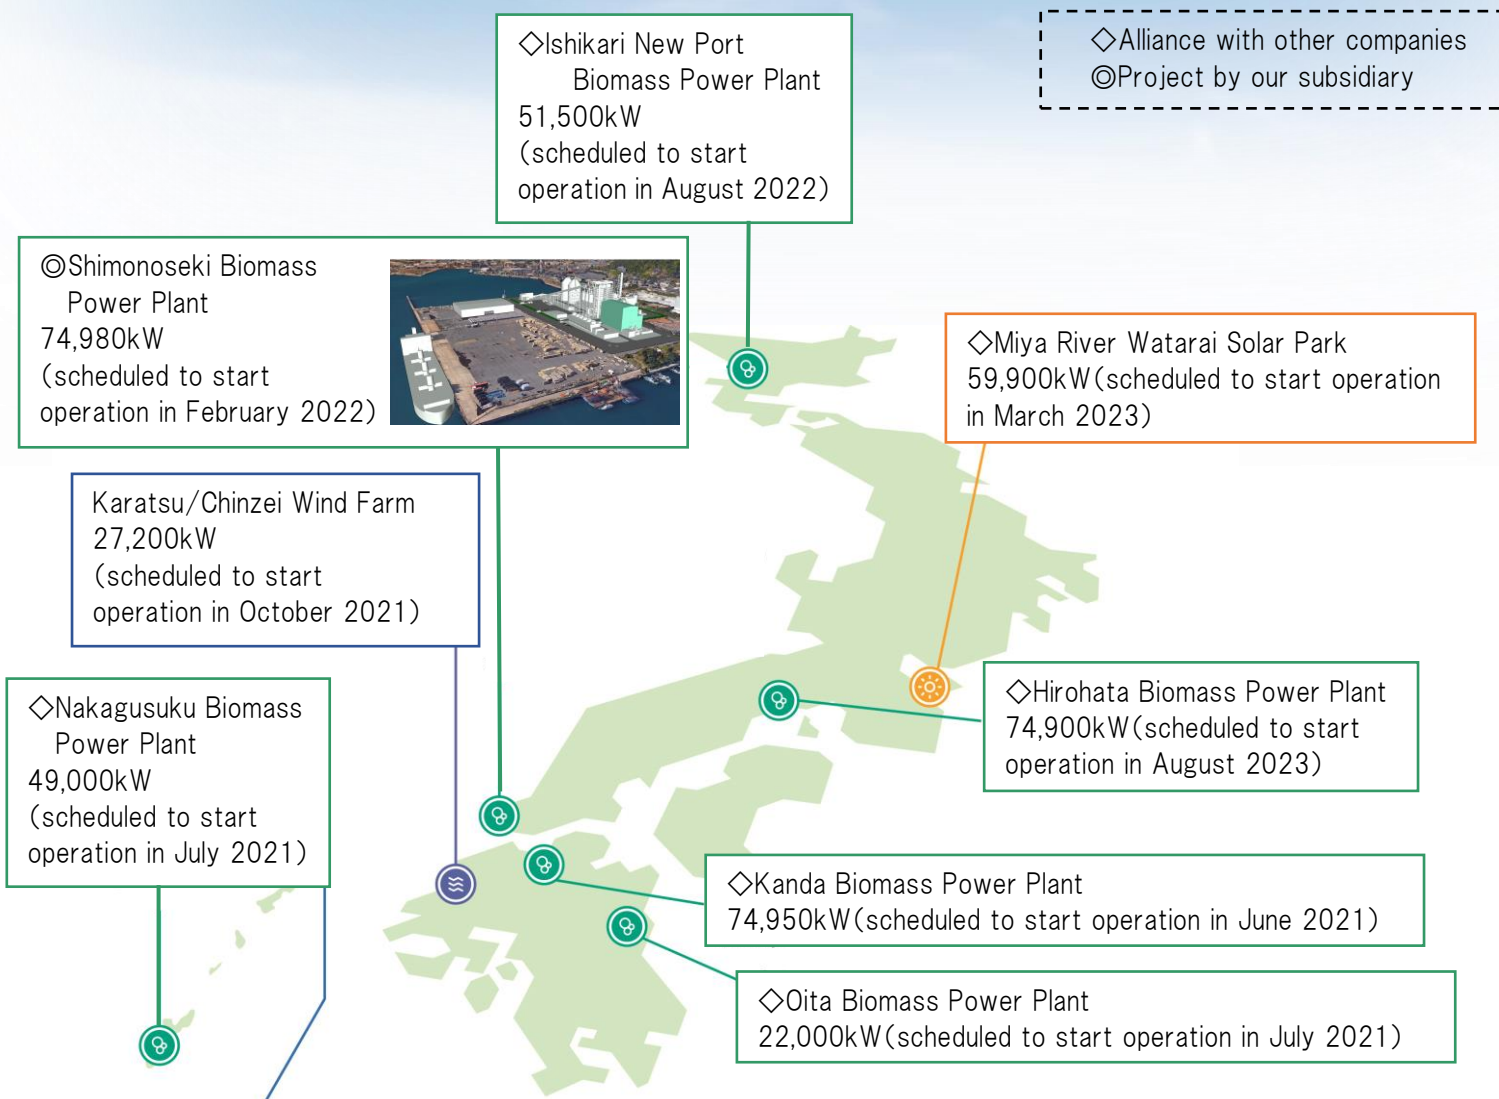 ◇Ishikari New Port
Biomass Power Plant
51,500kW
(scheduled to start
operation in August 2022)
◇Alliance with other companies
◎Project by our subsidiary
◎Shimonoseki Biomass
Power Plant
74,980kW
(scheduled to start
operation in February 2022)
◇Miya River Watarai Solar Park
59,900kW(scheduled to start operation
in March 2023)
Karatsu/Chinzei Wind Farm
27,200kW
(scheduled to start
operation in October 2021)
◇Nakagusuku Biomass
Power Plant
49,000kW
(scheduled to start
operation in July 2021)
◇Hirohata Biomass Power Plant
74,900kW(scheduled to start
operation in August 2023)
◇Kanda Biomass Power Plant
74,950kW(scheduled to start operation in June 2021)
◇Oita Biomass Power Plant
22,000kW(scheduled to start operation in July 2021)